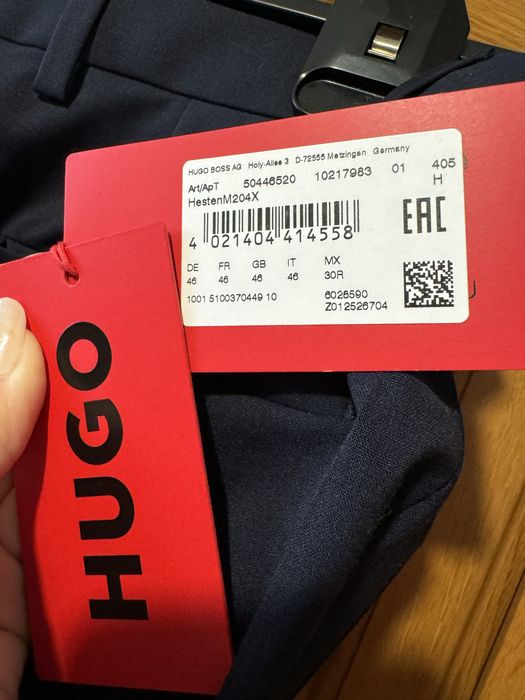 HUGO BOSS AG Holy-Allee 3 D-72555 Metzingen Germany
Art/ApT 50446520 10217983 01 405
HestenM204X H
4 021404 414558
EAC
DE FR GB IT MX
46 46 46 46 30R
1001 5100370449 10 6026590
Z012526704
HUGO